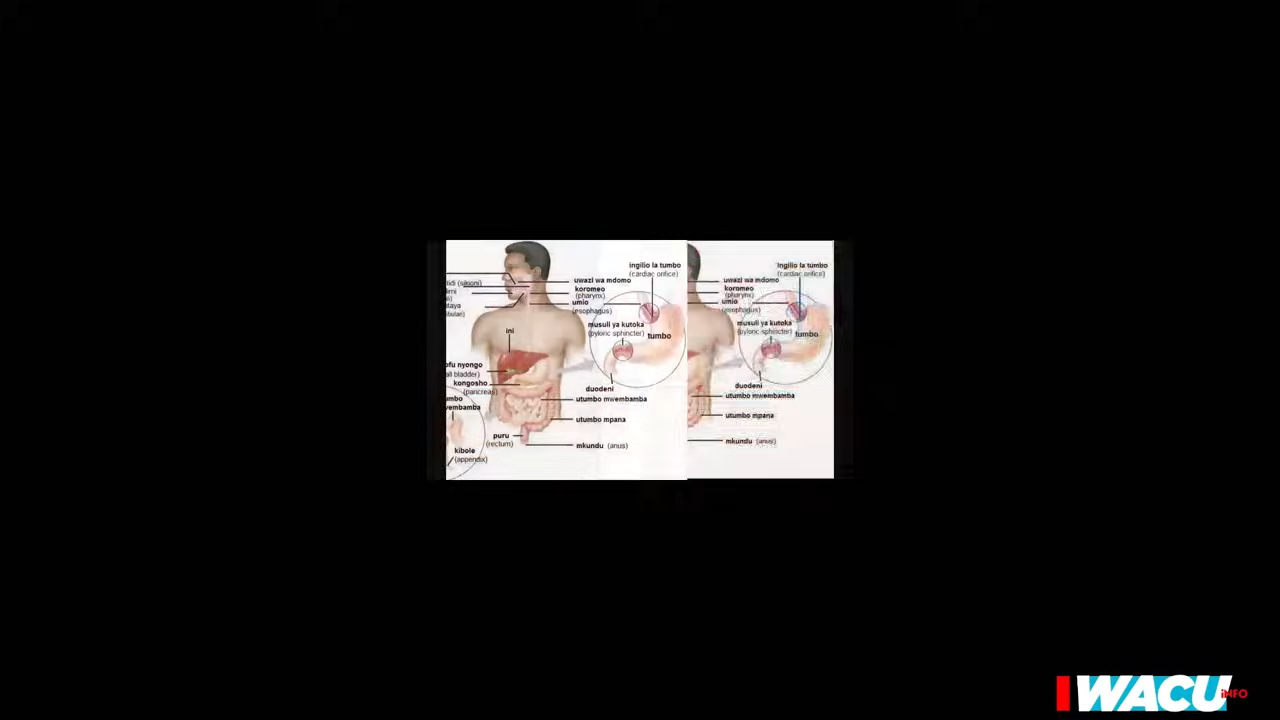 ingilio la tumbo
(cardiac orifice)
uwazi wa mdomo
koromeo
(pharynx)
umio
(esophagus)
musuli ya kutoka
(pyloric sphincter)
tumbo
ini
kongosho
(pancreas)
duodeni
utumbo mwembamba
utumbo mpana
puru
(rectum)
mkundu (anus)
kibole
(appendix)
ingilio la tumbo
(cardiac orifice)
uwazi wa mdomo
koromeo
(pharynx)
umio
(esophagus)
musuli ya kutoka
(pyloric sphincter)
tumbo
duodeni
utumbo mwembamba
utumbo mpana
mkundu (anus)
IWACU
iNFO